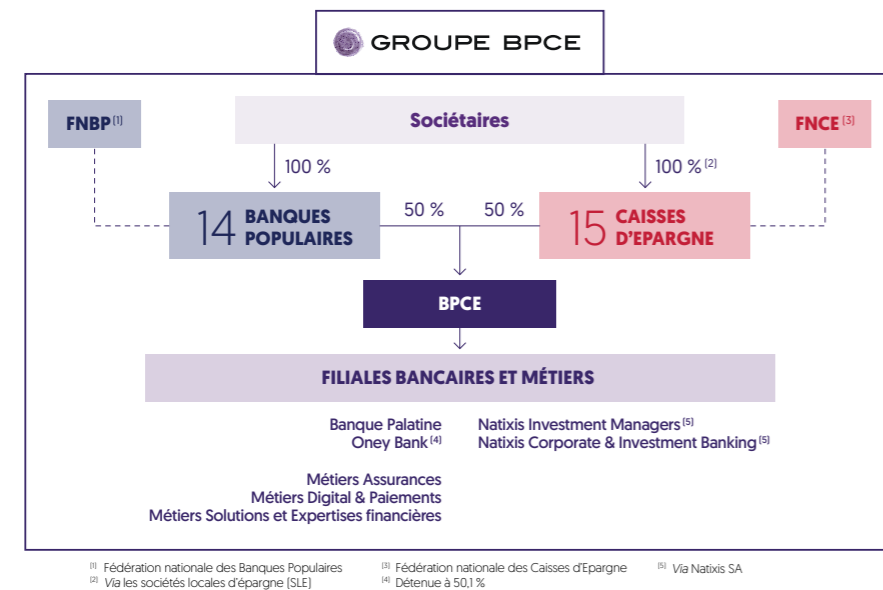 GROUPE BPCE
FNBP (1)
Sociétaires
FNCE (3)
100 %
100 % (2)
14 BANQUES POPULAIRES
50 %
50 %
15 CAISSES D'EPARGNE
BPCE
FILIALES BANCAIRES ET MÉTIERS
Banque Palatine
Oney Bank (4)
Natixis Investment Managers (5)
Natixis Corporate & Investment Banking (5)
Métiers Assurances
Métiers Digital & Paiements
Métiers Solutions et Expertises financières
(1) Fédération nationale des Banques Populaires
(2) Via les sociétés locales d'épargne (SLE)
(3) Fédération nationale des Caisses d'Epargne
(4) Détenue à 50,1 %
(5) Via Natixis SA